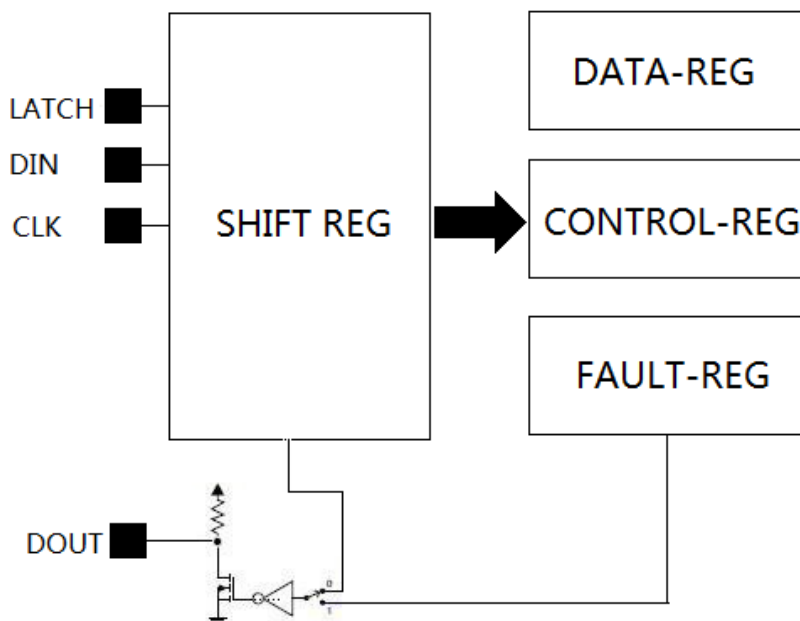 LATCH
DIN
CLK
SHIFT REG
DATA-REG
CONTROL-REG
FAULT-REG
DOUT
0
1